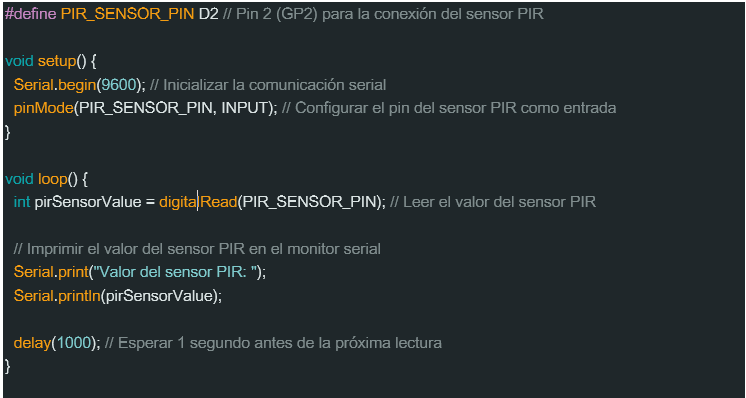 #define PIR_SENSOR_PIN D2 // Pin 2 (GP2) para la conexión del sensor PIR
void setup() {
Serial.begin(9600); // Inicializar la comunicación serial
pinMode(PIR_SENSOR_PIN, INPUT); // Configurar el pin del sensor PIR como entrada
}
void loop() {
int pirSensorValue = digitalRead(PIR_SENSOR_PIN); // Leer el valor del sensor PIR
// Imprimir el valor del sensor PIR en el monitor serial
Serial.print("Valor del sensor PIR: ");
Serial.println(pirSensorValue);
delay(1000); // Esperar 1 segundo antes de la próxima lectura
}